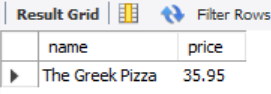 Result Grid Filter Rows
name price
The Greek Pizza 35.95